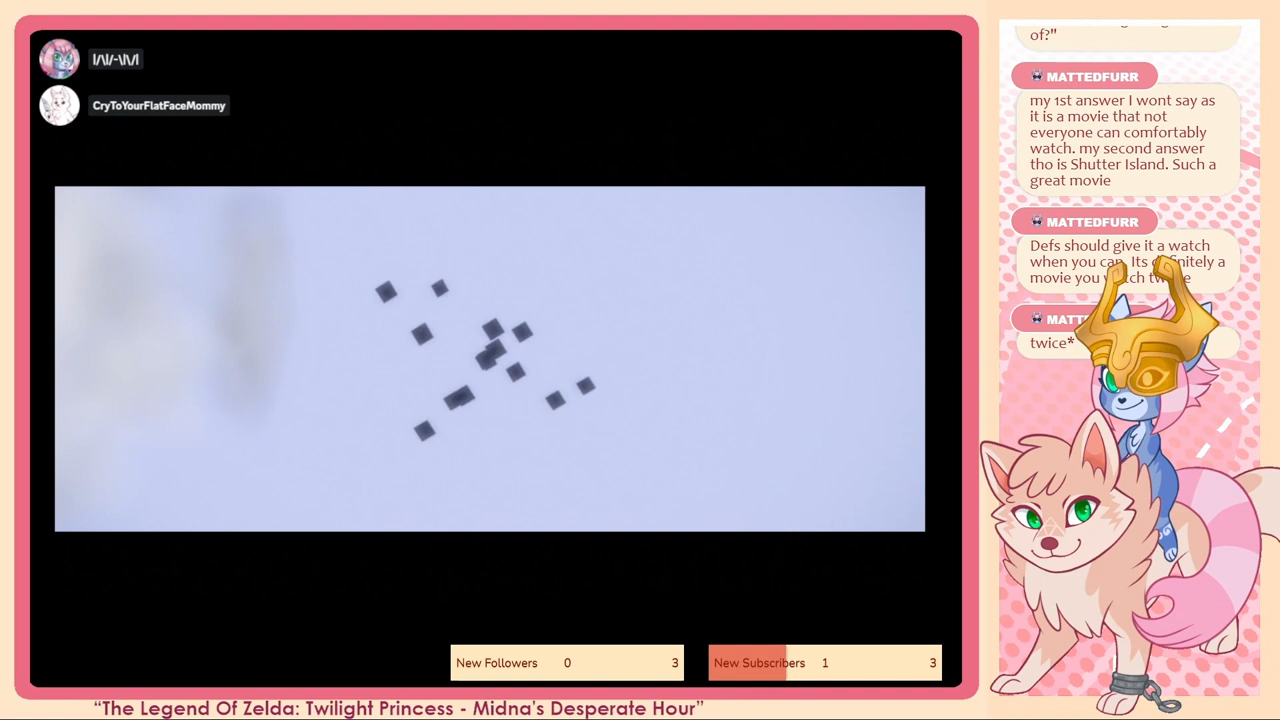 I/\I/-\I\/I
CryToYourFlatFaceMommy
of?"
MATTEDFURR
my 1st answer I wont say as
it is a movie that not
everyone can comfortably
watch. my second answer
tho is Shutter Island. Such a
great movie
MATTEDFURR
Defs should give it a watch
when you can. Its definitely a
movie you watch twice
twice*
New Followers 0 3
New Subscribers 1 3
"The Legend Of Zelda: Twilight Princess - Midna's Desperate Hour"